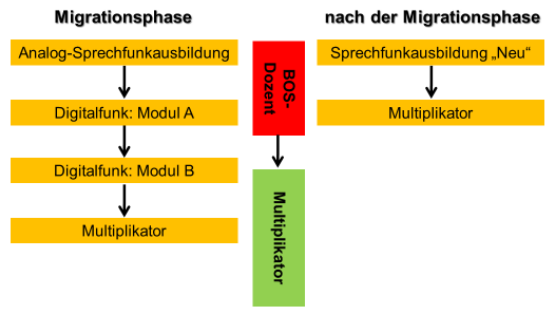 Migrationsphase
Analog-Sprechfunkausbildung
Digitalfunk: Modul A
Digitalfunk: Modul B
Multiplikator
BOS-
Dozent
Multiplikator
nach der Migrationsphase
Sprechfunkausbildung „Neu“
Multiplikator